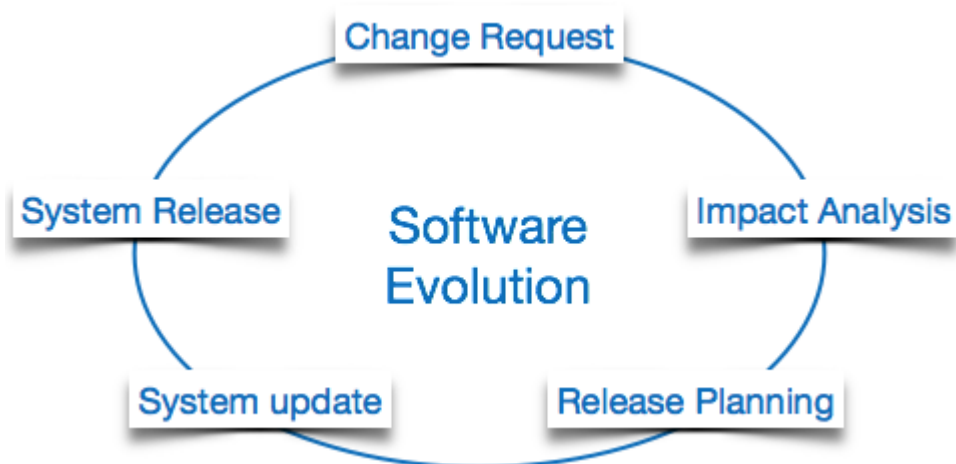 Change Request
System Release
Impact Analysis
Software
Evolution
System update
Release Planning